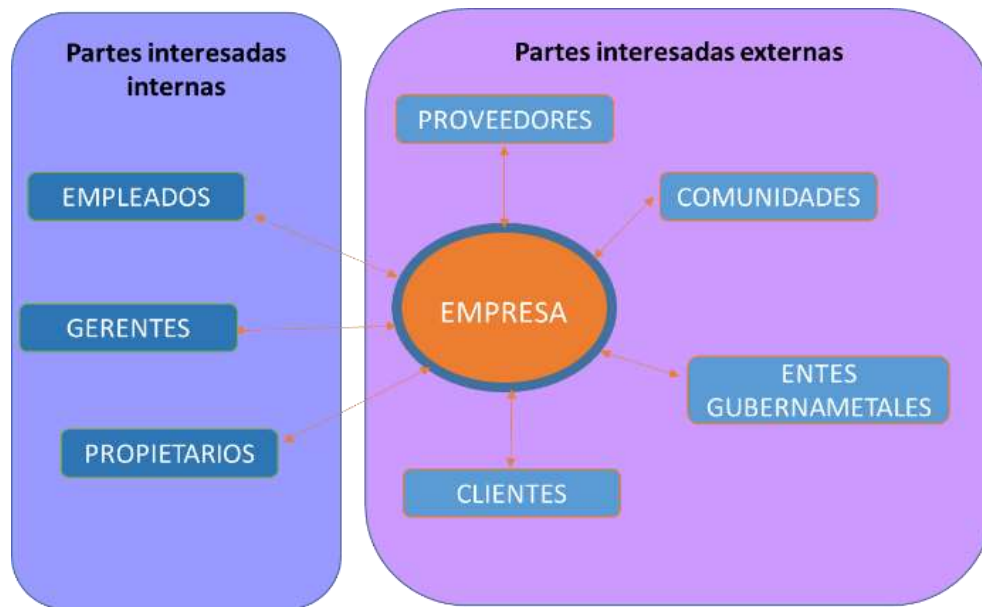 Partes interesadas
internas
EMPLEADOS
GERENTES
PROPIETARIOS
Partes interesadas externas
PROVEEDORES
COMUNIDADES
EMPRESA
ENTES
GUBERNAMETALES
CLIENTES